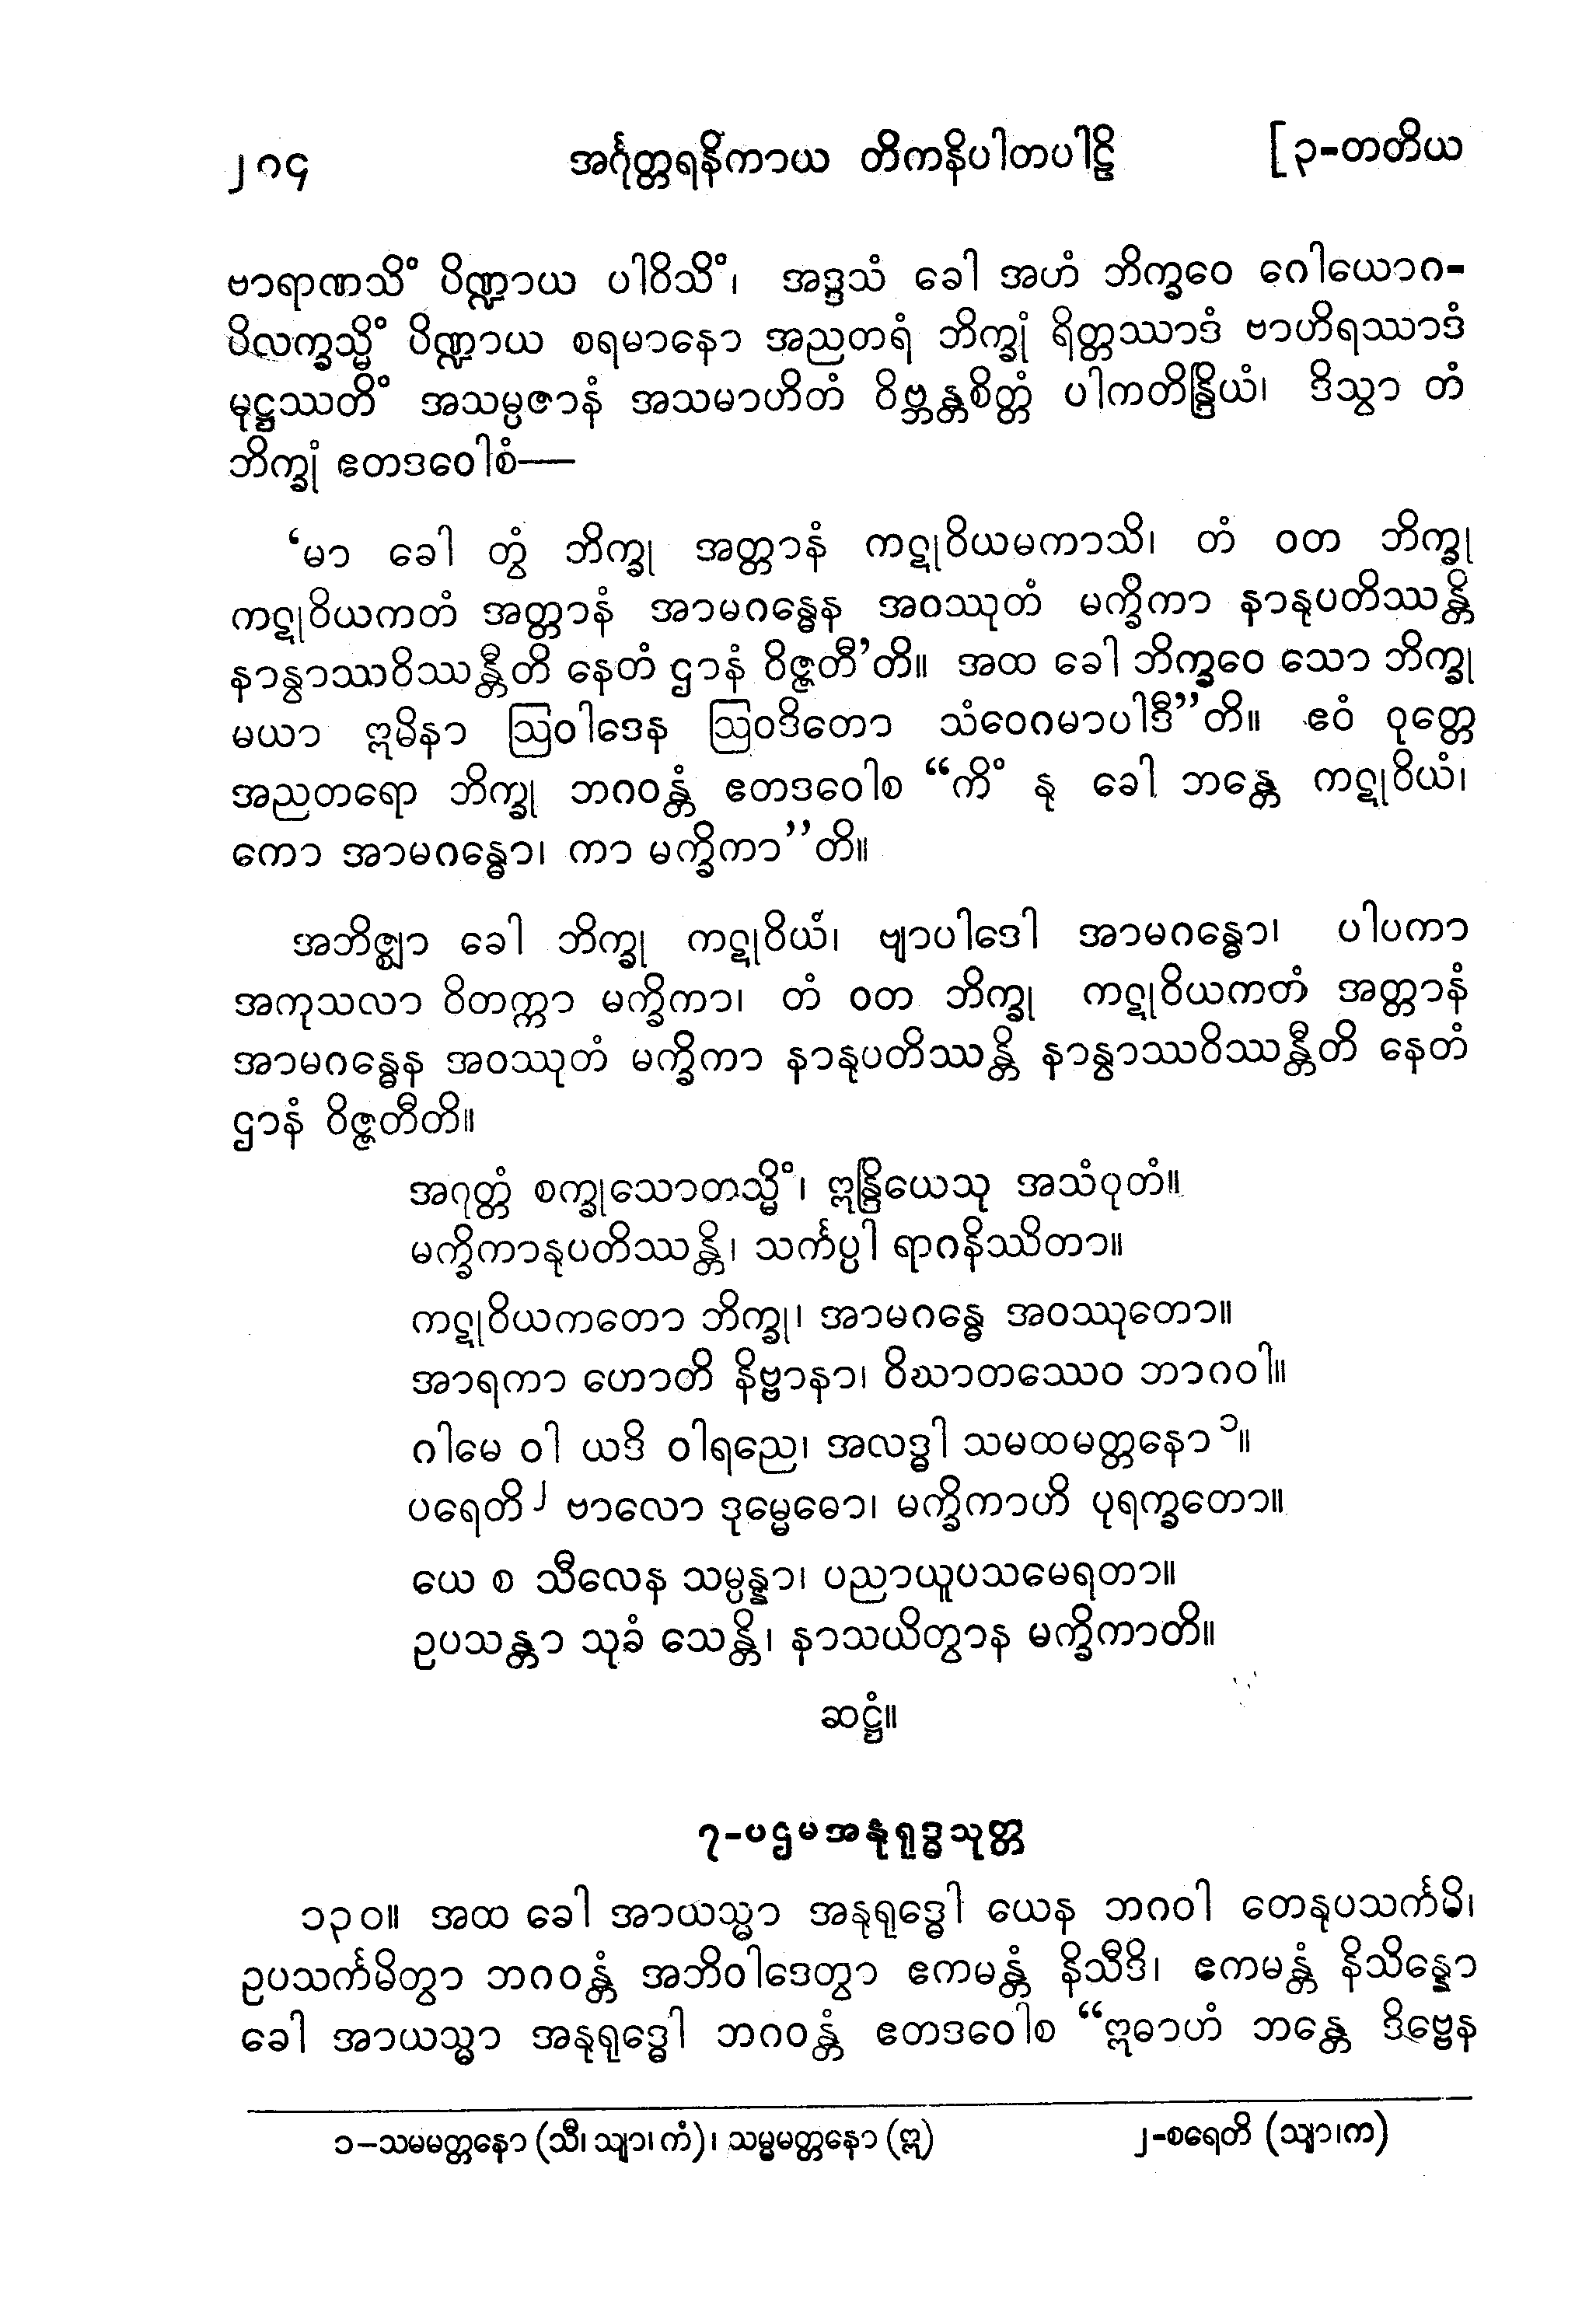 ၂၈၄ အင်္ဂုတ္တရနိကာယ တိကနိပါတပါဠိ [၃-တတိယ
ဗာရာဏသိံ ပိဏ္ဍာယ ပါဝိသိံ၊ အဒ္ဒသံ ခေါ အဟံ ဘိက္ခဝေ ဂေါယောဂ-
ပိလက္ခသ္မိံ ပိဏ္ဍာယ စရမာနော အညတရံ ဘိက္ခုံ ရိတ္တဿာဒံ ဗာဟိရဿာဒံ
မုဋ္ဌဿတိံ အသမ္ပဇာနံ အသမာဟိတံ ဝိဗ္ဘန္တစိတ္တံ ပါကတိန္ဒြိယံ၊ ဒိသွာ တံ
ဘိက္ခုံ ဧတဒဝေါစံ—
‘မာ ခေါ တွံ ဘိက္ခု အတ္တာနံ ကဋုဝိယမကာသိ၊ တံ ဝတ ဘိက္ခု
ကဋုဝိယကတံ အတ္တာနံ အာမဂန္ဓေန အဝဿုတံ မက္ခိကာ နာနုပတိဿန္တိ
နာနွာဿဝိဿန္တီတိ နေတံ ဌာနံ ဝိဇ္ဇတီ’တိ။ အထ ခေါ ဘိက္ခဝေ သော ဘိက္ခု
မယာ ဣမိနာ ဩဝါဒေန ဩဝဒိတော သံဝေဂမာပါဒီ”တိ။ ဧဝံ ဝုတ္တေ
အညတရော ဘိက္ခု ဘဂဝန္တံ ဧတဒဝေါစ “ကိံ နု ခေါ ဘန္တေ ကဋုဝိယံ၊
ကော အာမဂန္ဓော၊ ကာ မက္ခိကာ”တိ။
အဘိဇ္ဈာ ခေါ ဘိက္ခု ကဋုဝိယံ၊ ဗျာပါဒေါ အာမဂန္ဓော၊ ပါပကာ
အကုသလာ ဝိတက္ကာ မက္ခိကာ၊ တံ ဝတ ဘိက္ခု ကဋုဝိယကတံ အတ္တာနံ
အာမဂန္ဓေန အဝဿုတံ မက္ခိကာ နာနုပတိဿန္တိ နာနွာဿဝိဿန္တီတိ နေတံ
ဌာနံ ဝိဇ္ဇတီတိ။
အဂုတ္တံ စက္ခုသောတသ္မိံ၊ ဣန္ဒြိယေသု အသံဝုတံ။
မက္ခိကာနုပတိဿန္တိ၊ သင်္ကပ္ပါ ရာဂနိဿိတာ။
ကဋုဝိယကတော ဘိက္ခု၊ အာမဂန္ဓေ အဝဿုတော။
အာရကာ ဟောတိ နိဗ္ဗာနာ၊ ဝိဃာတဿေဝ ဘာဂဝါ။
ဂါမေ ဝါ ယဒိ ဝါရညေ၊ အလဒ္ဓါ သမထမတ္တနော ၁။
ပရေတိ ၂ ဗာလော ဒုမ္မေဓော၊ မက္ခိကာဟိ ပုရက္ခတော။
ယေ စ သီလေန သမ္ပန္နာ၊ ပညာယူပသမေရတာ။
ဥပသန္တာ သုခံ သေန္တိ၊ နာသယိတွာန မက္ခိကာတိ။
ဆဋ္ဌံ။
၇-ပဌမအနုရုဒ္ဓသုတ္တ
၁၃၀။ အထ ခေါ အာယသ္မာ အနုရုဒ္ဓေါ ယေန ဘဂဝါ တေနုပသင်္ကမိ၊
ဥပသင်္ကမိတွာ ဘဂဝန္တံ အဘိဝါဒေတွာ ဧကမန္တံ နိသီဒိ၊ ဧကမန္တံ နိသိန္နော
ခေါ အာယသ္မာ အနုရုဒ္ဓေါ ဘဂဝန္တံ ဧတဒဝေါစ “ဣဓာဟံ ဘန္တေ ဒိဗ္ဗေန
၁—သမမတ္တနော (သီ၊ သျာ၊ ကံ)၊ သမ္မမတ္တနော (ဣ) ၂-စရေတိ (သျာ၊က)